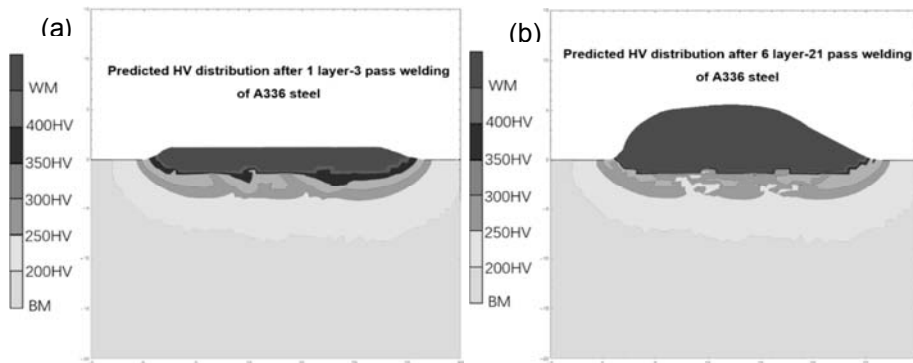 (a)
Predicted HV distribution after 1 layer-3 pass welding
of A336 steel
WM
400HV
350HV
300HV
250HV
200HV
BM
(b)
Predicted HV distribution after 6 layer-21 pass welding
of A336 steel
WM
400HV
350HV
300HV
250HV
200HV
BM